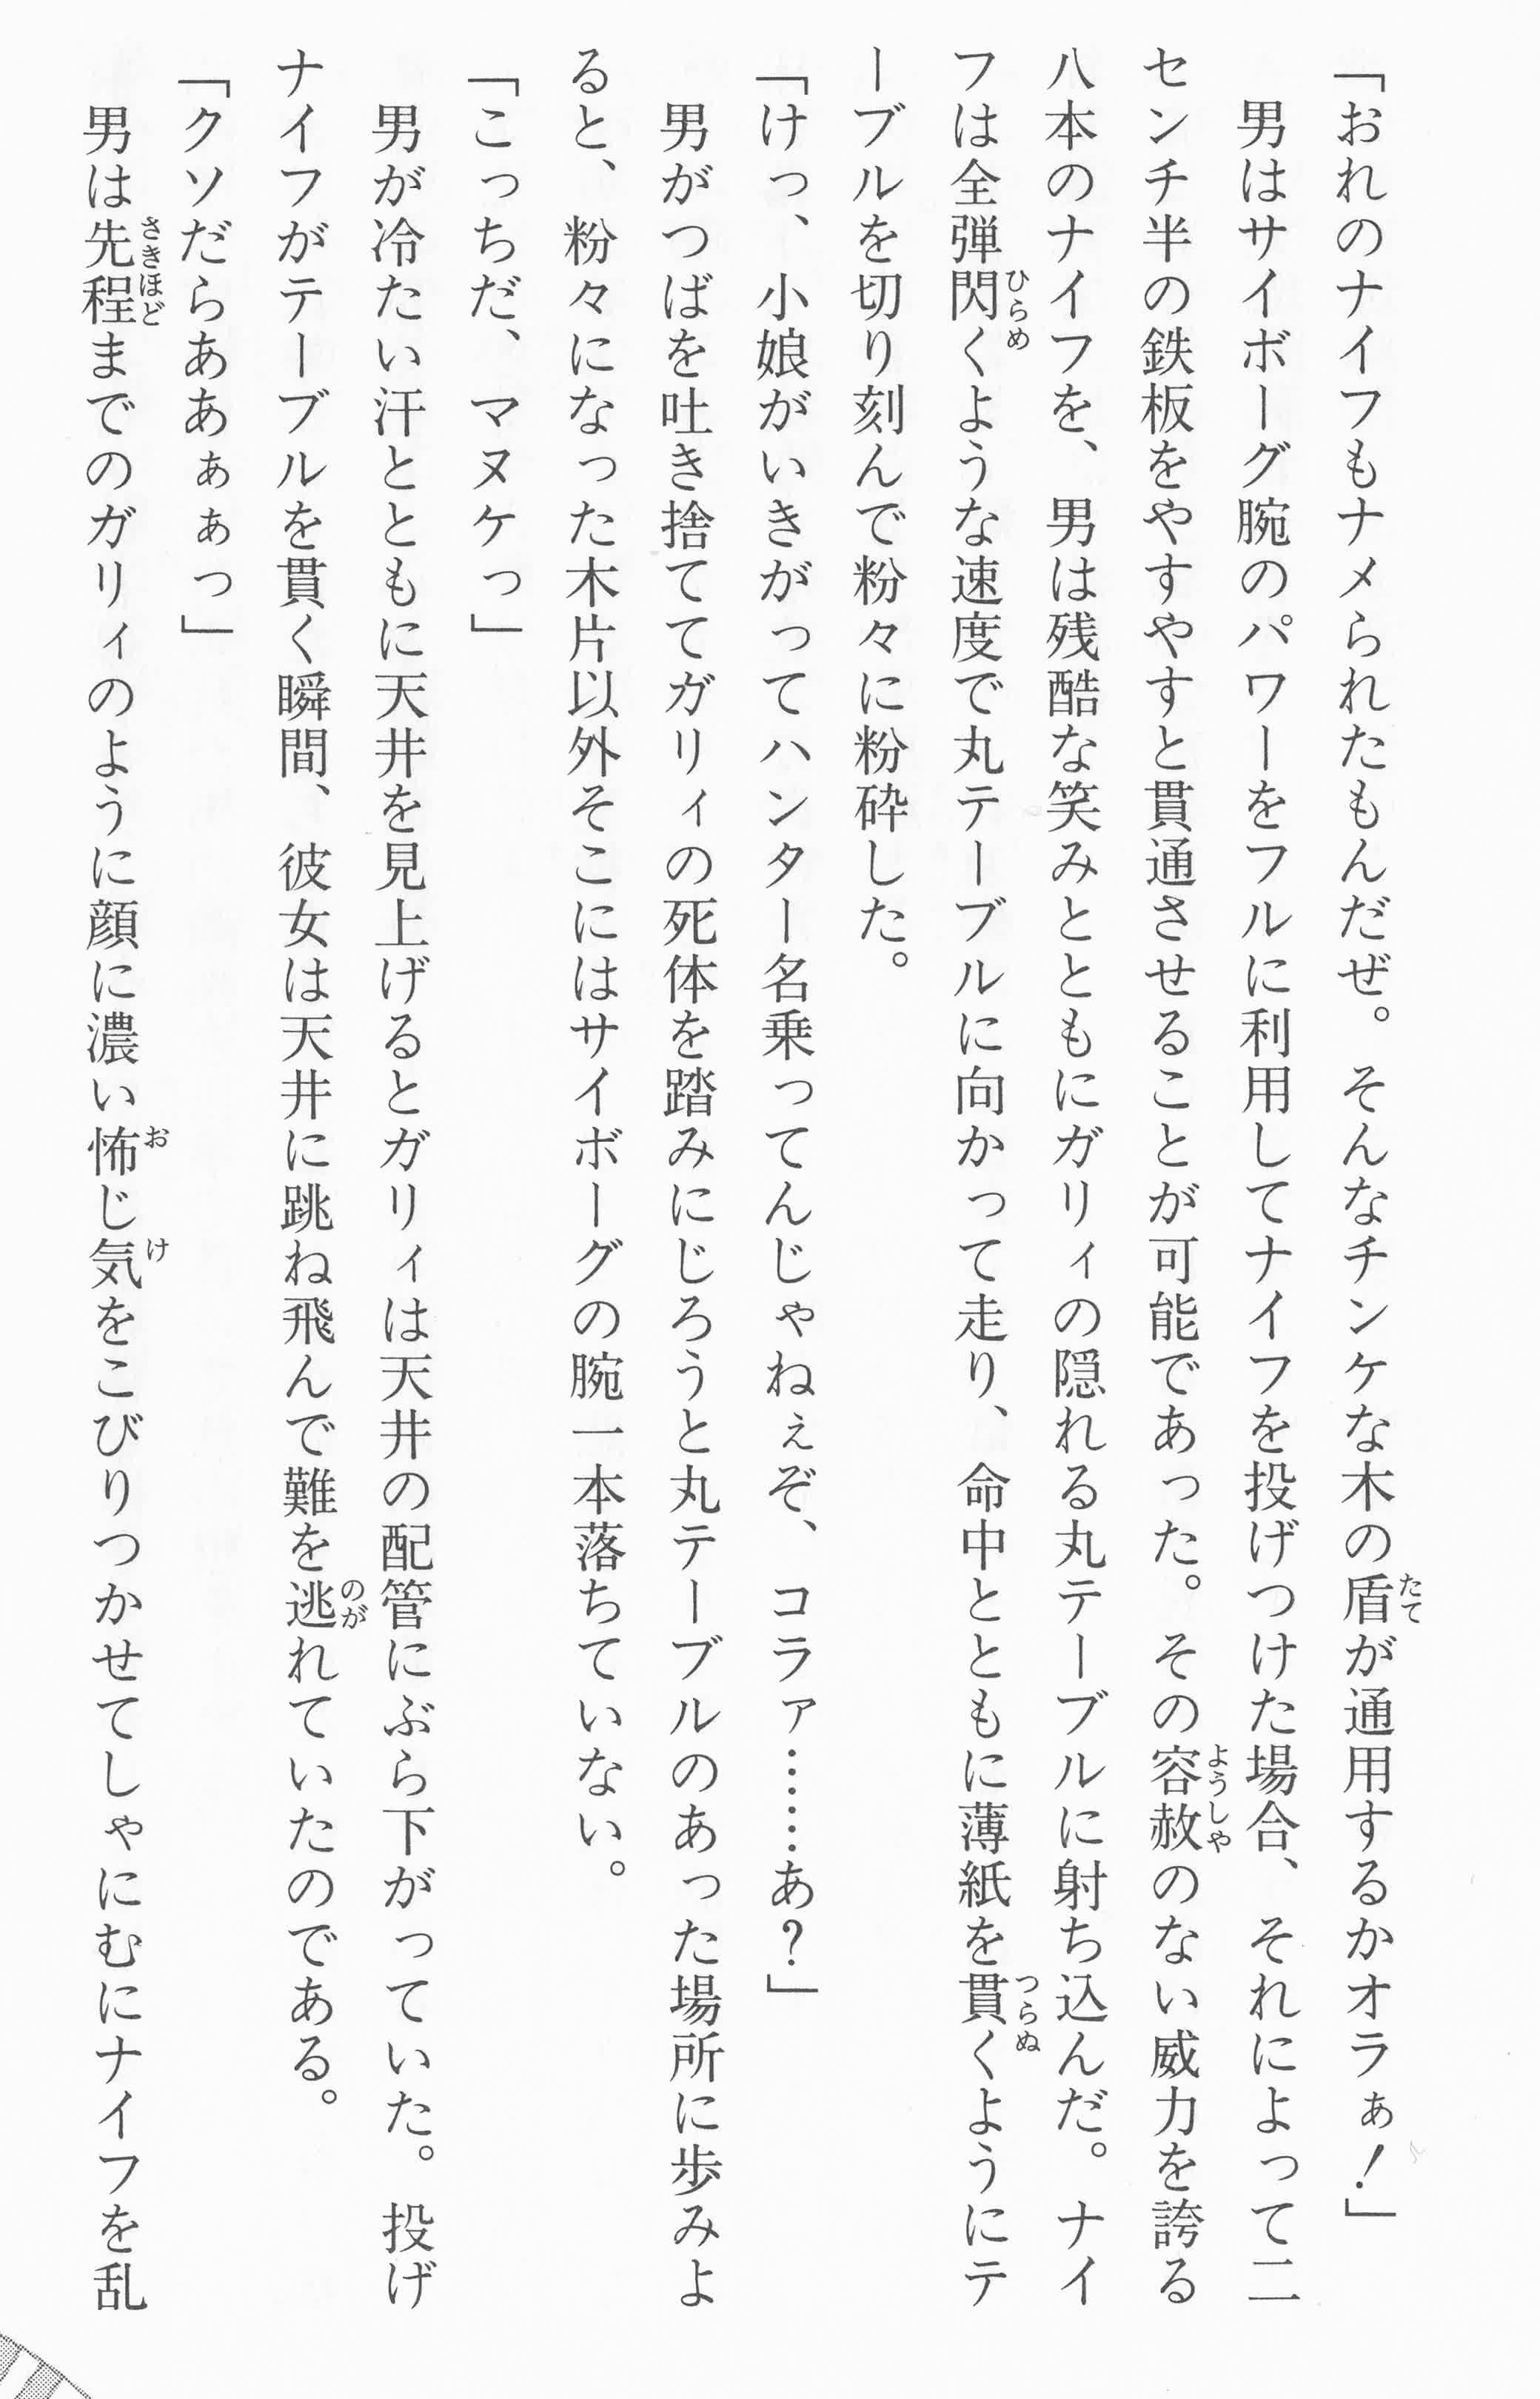 「おれのナイフもナメられたもんだぜ。そんなチンケな木の盾が通用するかオラぁ！」
　男はサイボーグ腕のパワーをフルに利用してナイフを投げつけた場合、それによって二
センチ半の鉄板をやすやすと貫通させることが可能であった。その容赦のない威力を誇る
八本のナイフを、男は残酷な笑みとともにガリィの隠れる丸テーブルに射ち込んだ。ナイ
フは全弾閃くような速度で丸テーブルに向かって走り、命中とともに薄紙を貫くようにテ
ーブルを切り刻んで粉々に粉砕した。
「けっ、小娘がいきがってハンター名乗ってんじゃねぇぞ、コラァ……あ？」
　男がつばを吐き捨ててガリィの死体を踏みにじろうと丸テーブルのあった場所に歩みよ
ると、粉々になった木片以外そこにはサイボーグの腕一本落ちていない。
「こっちだ、マヌケっ」
　男が冷たい汗とともに天井を見上げるとガリィは天井の配管にぶら下がっていた。投げ
ナイフがテーブルを貫く瞬間、彼女は天井に跳ね飛んで難を逃れていたのである。
「クソだらあぁぁぁっ」
　男は先程までのガリィのように顔に濃い怖じ気をこびりつかせてしゃにむにナイフを乱